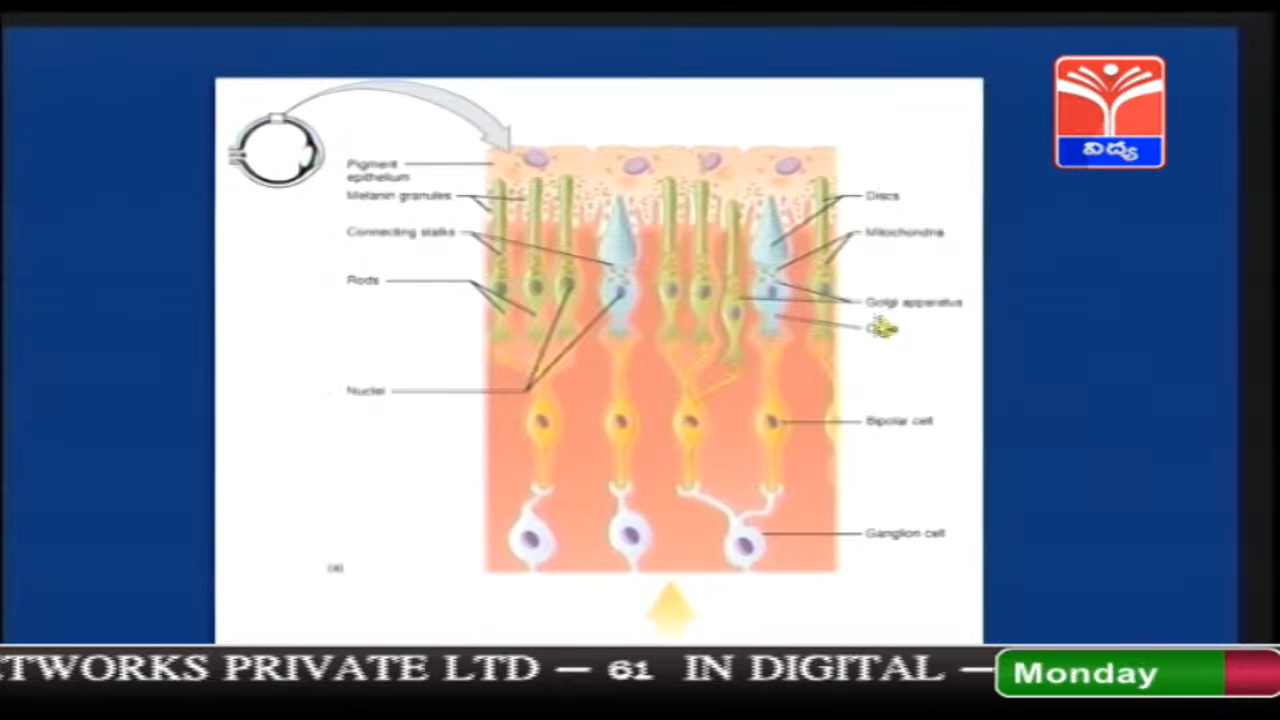 విద్య
Pigment
epithelium
Melanin granules
Connecting stalks
Rods
Nuclei
Discs
Mitochondria
Golgi apparatus
Bipolar cell
Ganglion cell
(a)
ETWORKS PRIVATE LTD – 61 IN DIGITAL –
Monday